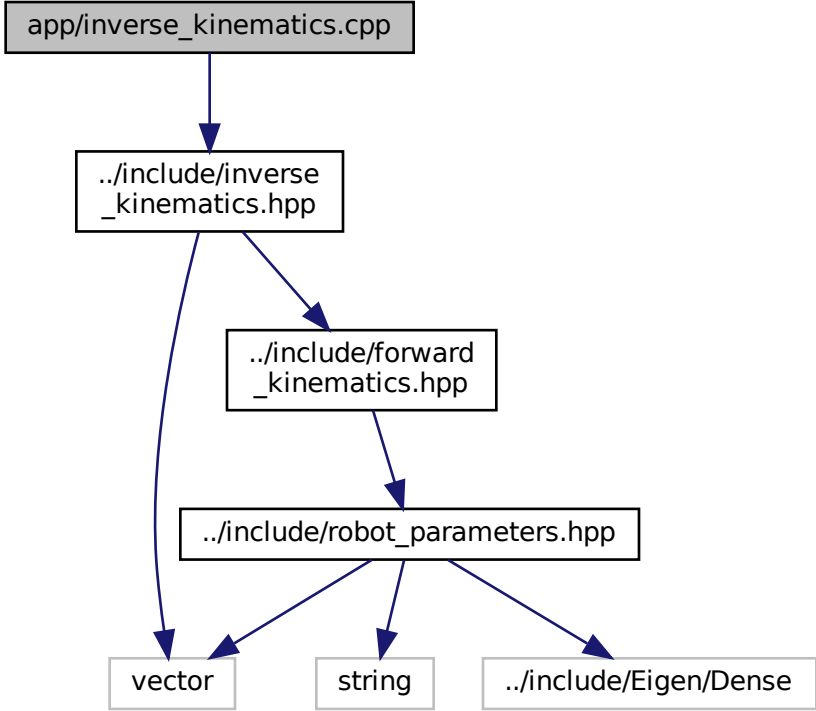 app/inverse_kinematics.cpp
../include/inverse
_kinematics.hpp
../include/forward
_kinematics.hpp
../include/robot_parameters.hpp
vector
string
../include/Eigen/Dense